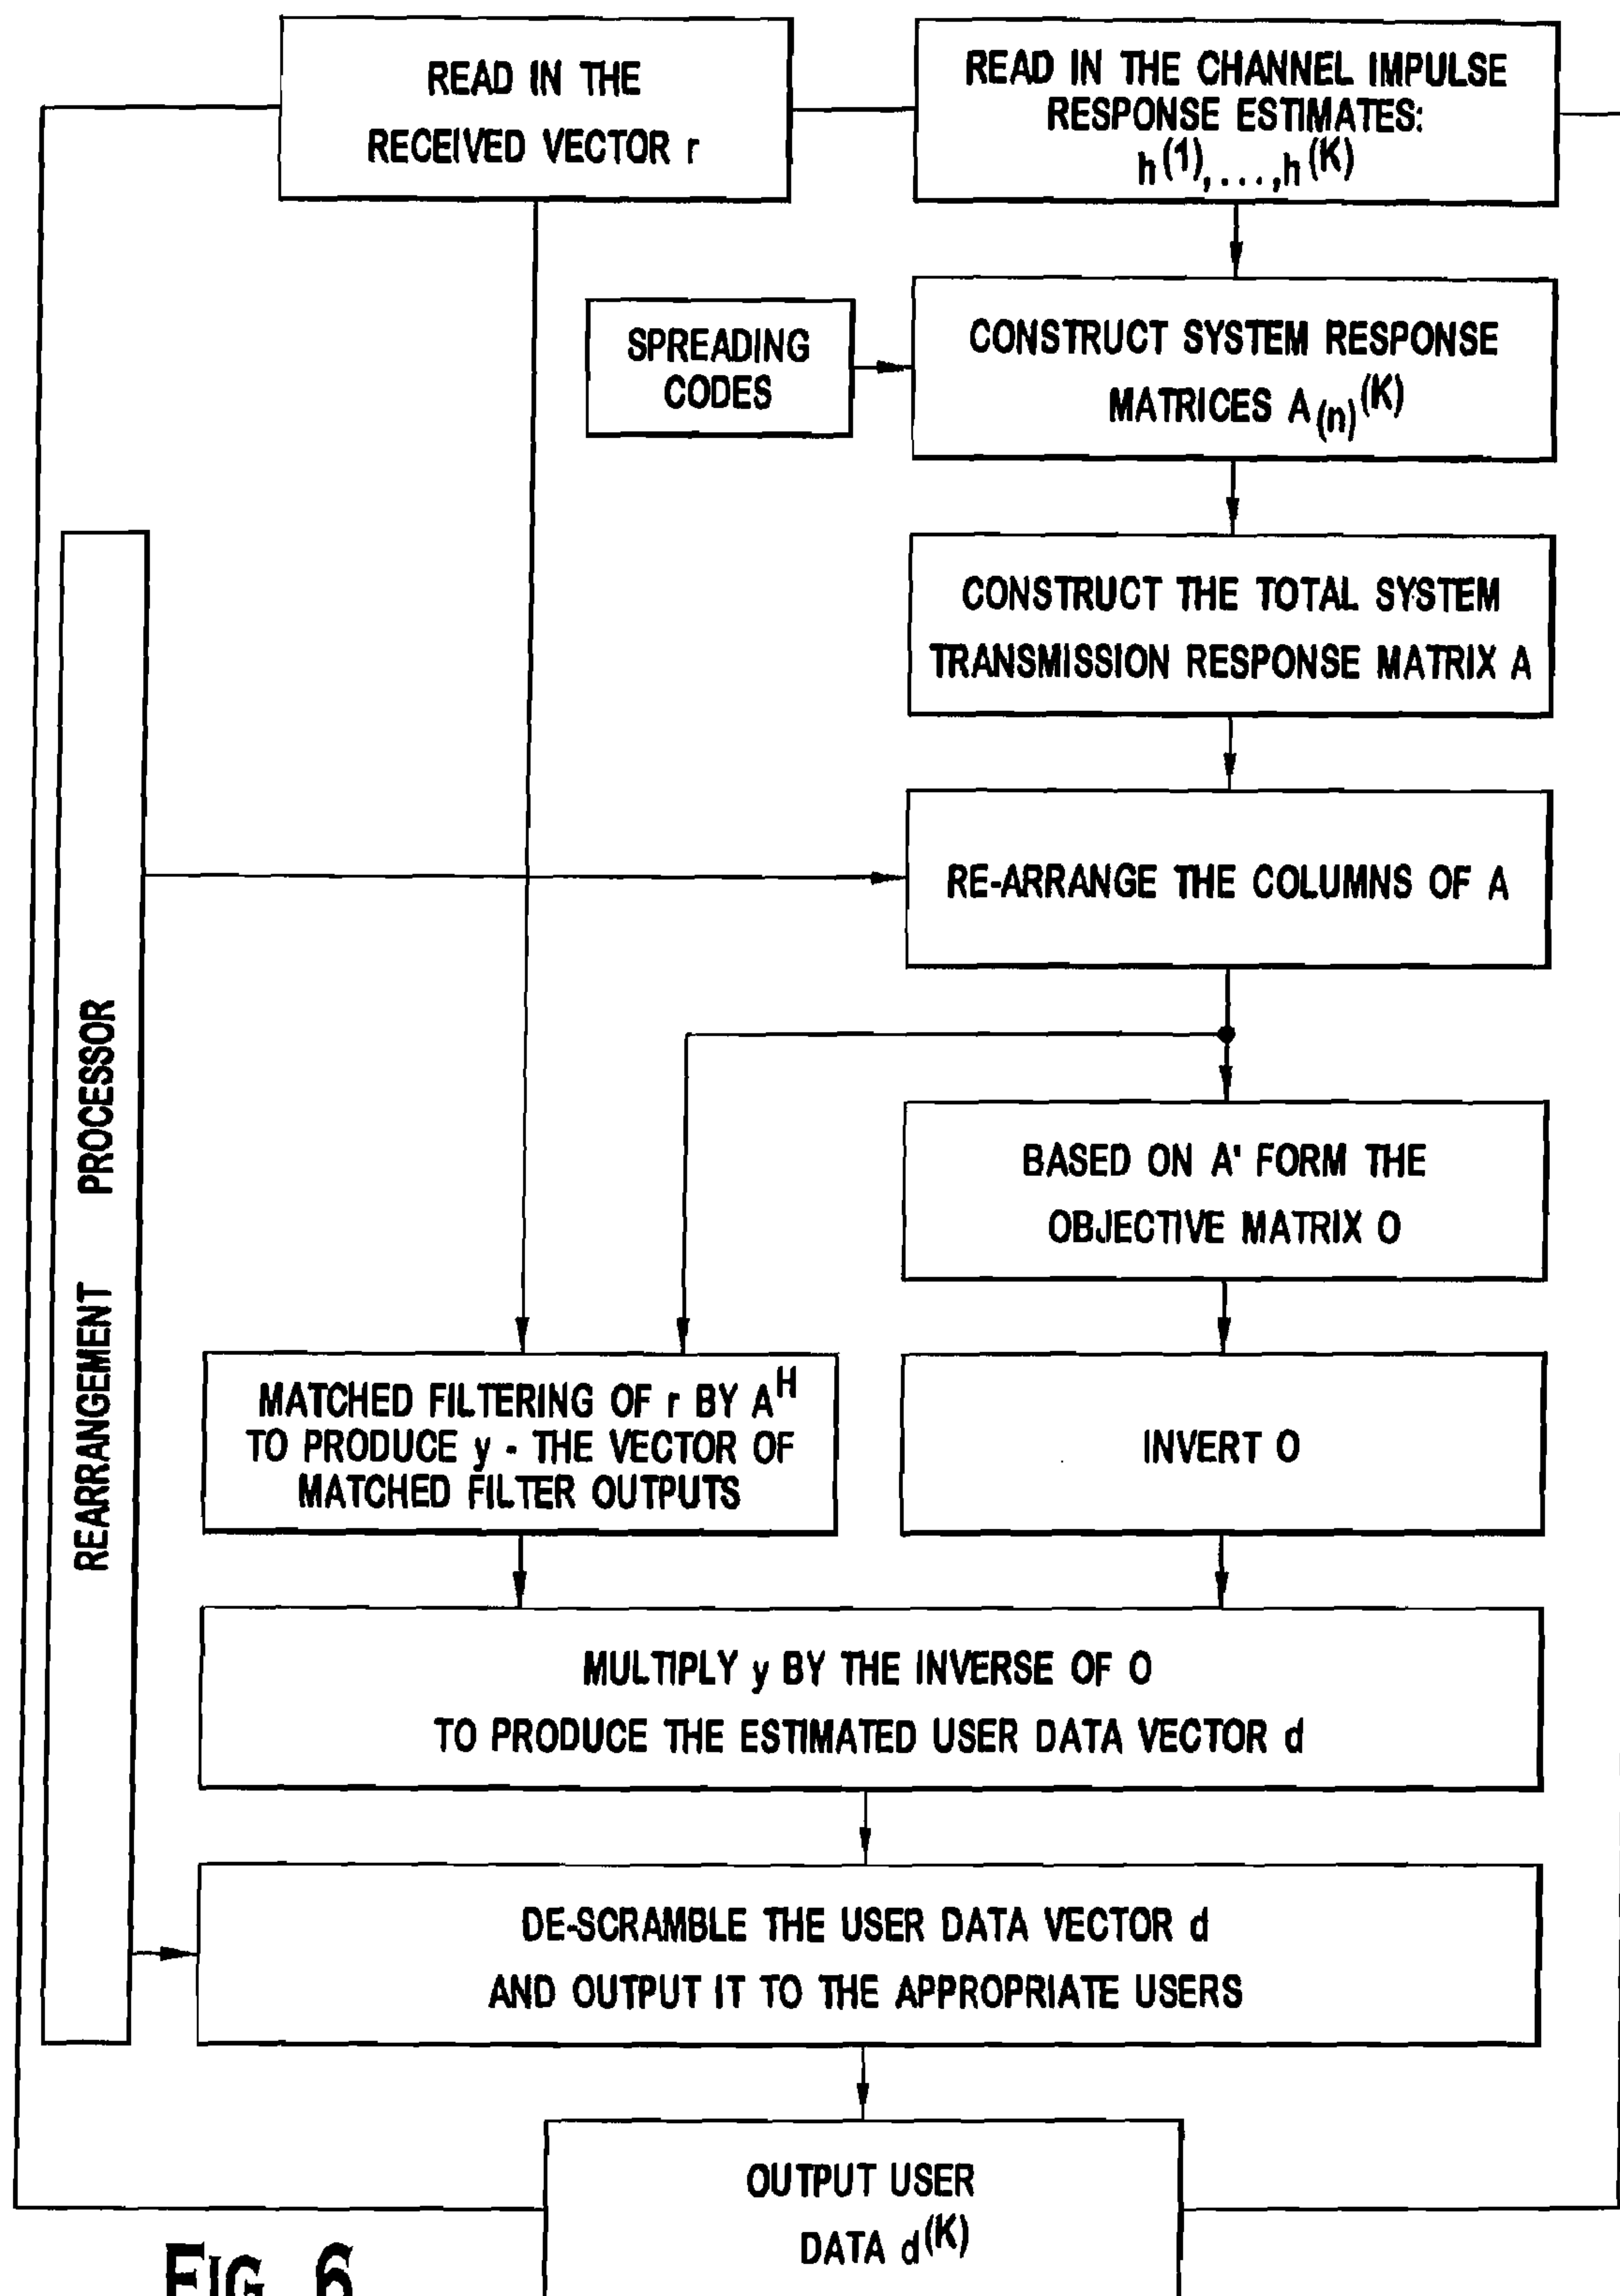 READ IN THE
RECEIVED VECTOR r
READ IN THE CHANNEL IMPULSE
RESPONSE ESTIMATES:
h(1),...,h(K)
SPREADING
CODES
CONSTRUCT SYSTEM RESPONSE
MATRICES A(n)(K)
CONSTRUCT THE TOTAL SYSTEM
TRANSMISSION RESPONSE MATRIX A
RE-ARRANGE THE COLUMNS OF A
REARRANGEMENT PROCESSOR
BASED ON A' FORM THE
OBJECTIVE MATRIX O
MATCHED FILTERING OF r BY AH
TO PRODUCE y - THE VECTOR OF
MATCHED FILTER OUTPUTS
INVERT O
MULTIPLY y BY THE INVERSE OF O
TO PRODUCE THE ESTIMATED USER DATA VECTOR d
DE-SCRAMBLE THE USER DATA VECTOR d
AND OUTPUT IT TO THE APPROPRIATE USERS
OUTPUT USER
DATA d(K)
FIG. 6